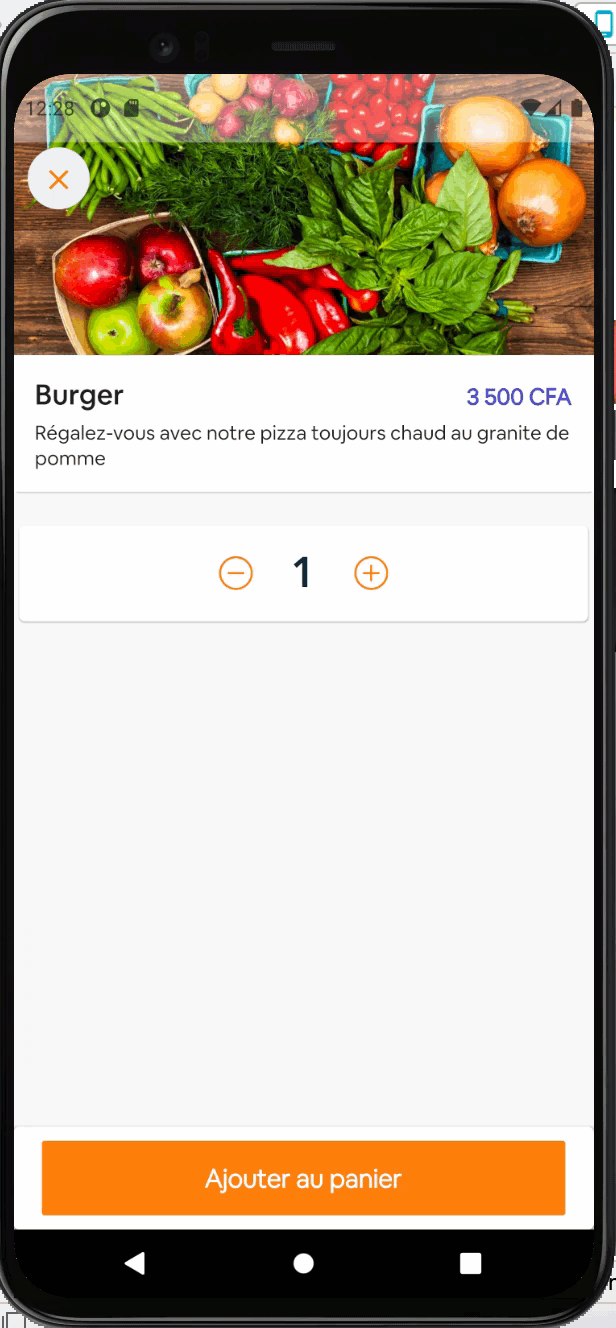 12:28
Burger
3 500 CFA
Régalez-vous avec notre pizza toujours chaud au granite de
pomme
1
Ajouter au panier